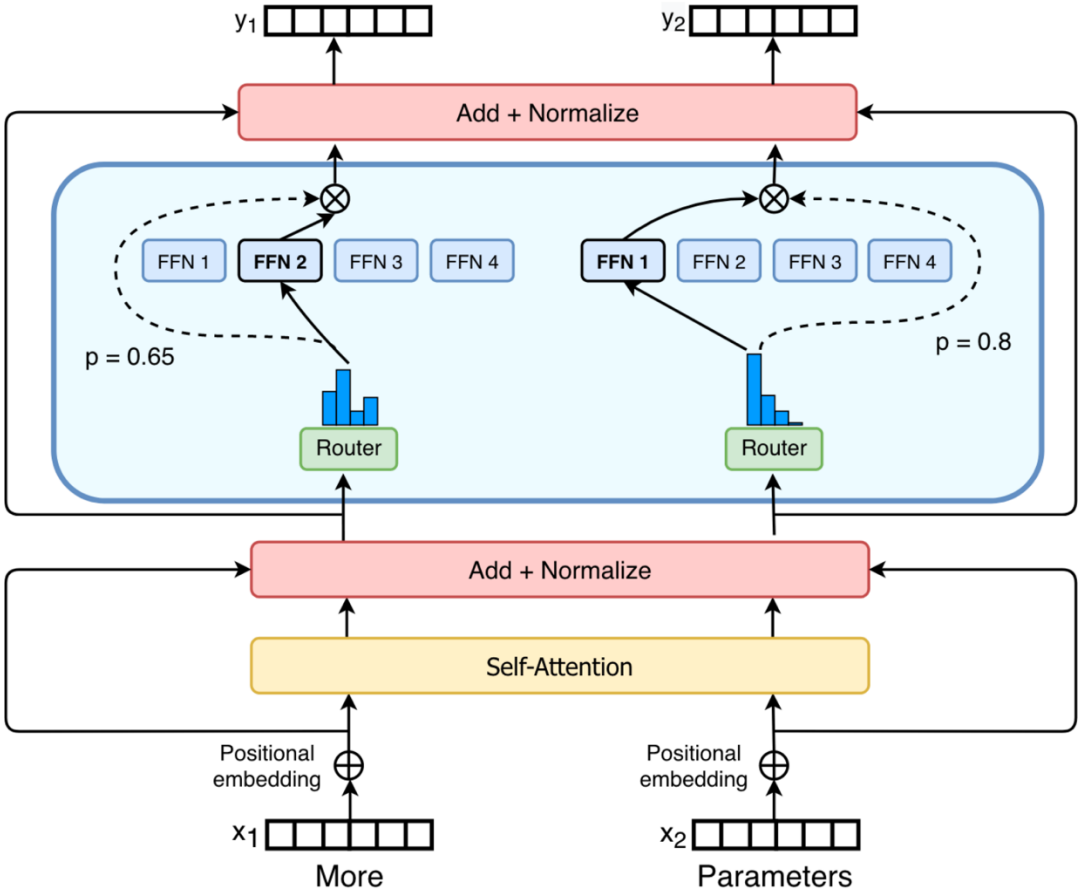 y1 y2
Add + Normalize
FFN 1 FFN 2 FFN 3 FFN 4 FFN 1 FFN 2 FFN 3 FFN 4
p = 0.65 p = 0.8
Router Router
Add + Normalize
Self-Attention
Positional embedding Positional embedding
x1 x2
More Parameters